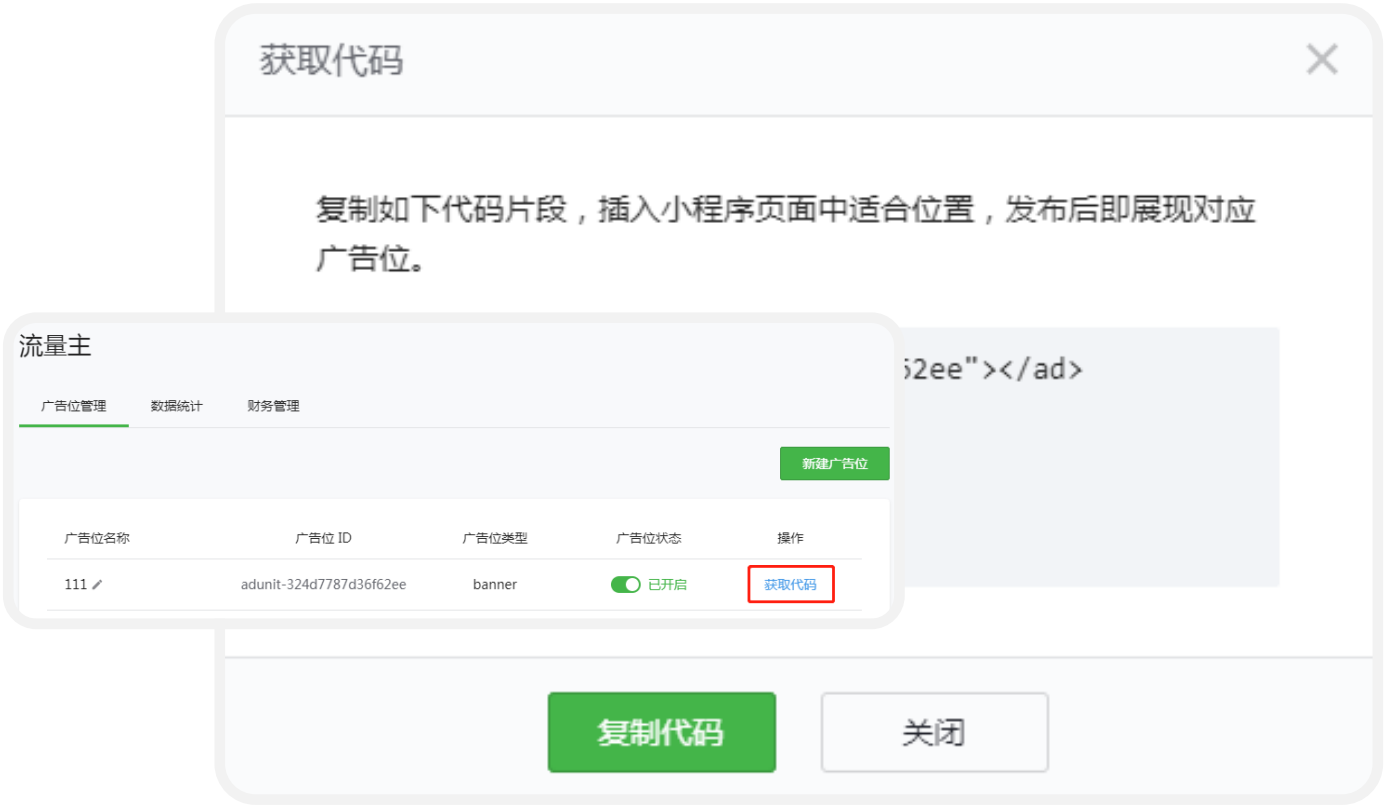 获取代码
复制如下代码片段，插入小程序页面中适合位置，发布后即展现对应
广告位。
62ee"></ad>
流量主
广告位管理 数据统计 财务管理
新建广告位
广告位名称 广告位 ID 广告位类型 广告位状态 操作
111 adunit-324d7787d36f62ee banner 已开启 获取代码
复制代码 关闭